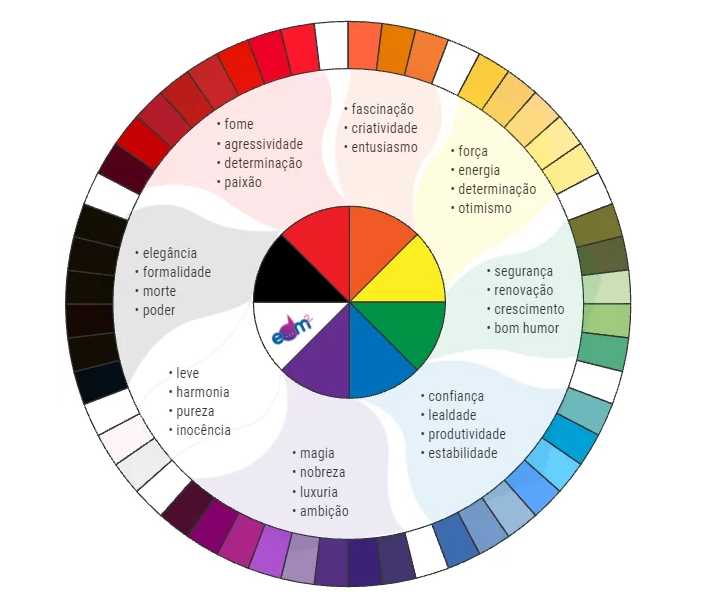 • fome
• agressividade
• determinação
• paixão
• fascinação
• criatividade
• entusiasmo
• força
• energia
• determinação
• otimismo
• segurança
• renovação
• crescimento
• bom humor
• confiança
• lealdade
• produtividade
• estabilidade
• magia
• nobreza
• luxuria
• ambição
• leve
• harmonia
• pureza
• inocência
• elegância
• formalidade
• morte
• poder
edm2